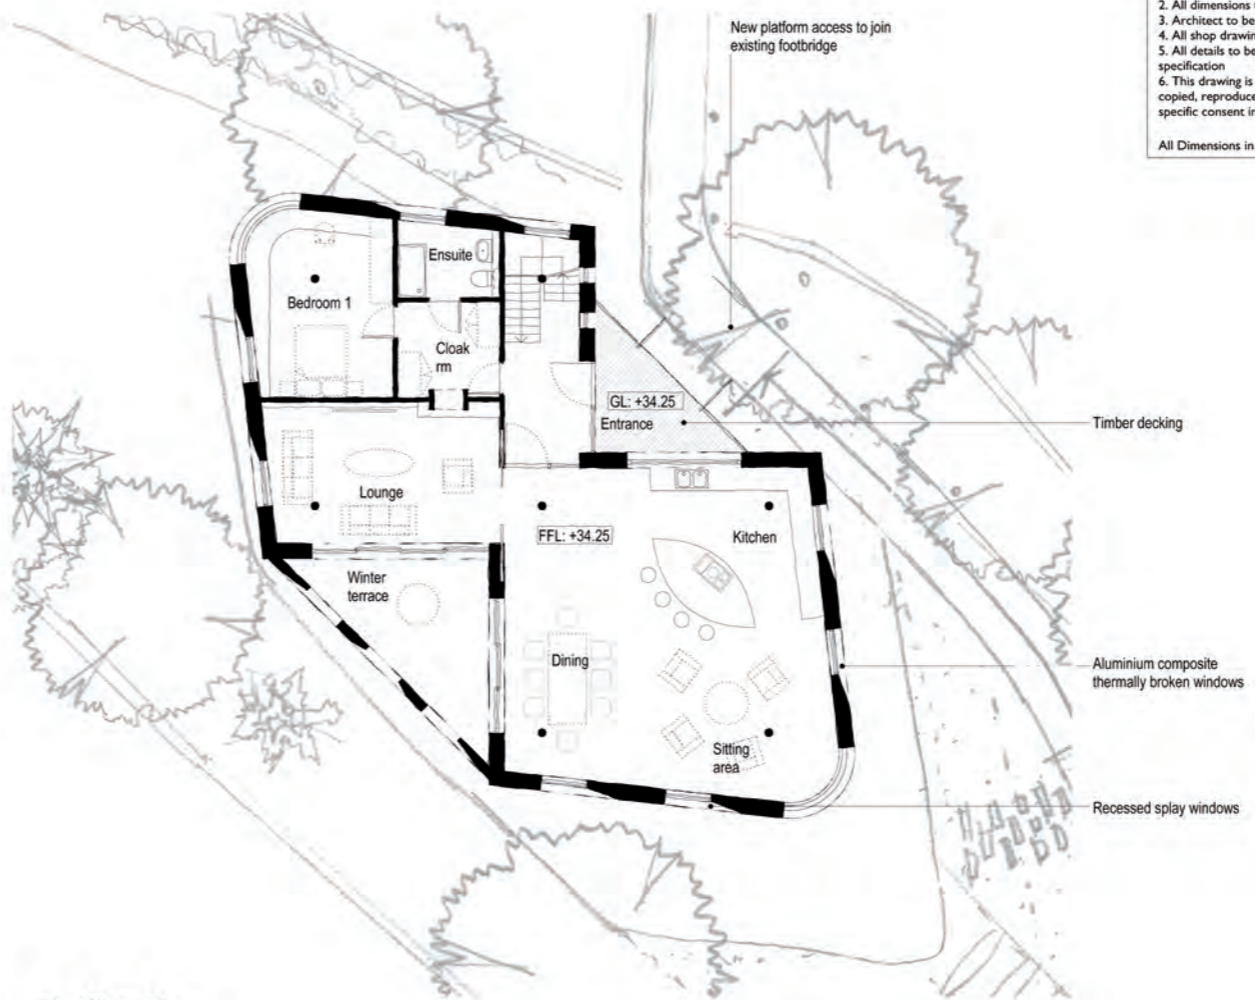 2. All dimensions
3. Architect to be
4. All shop drawin
5. All details to be
specification
6. This drawing is
copied, reproduce
specific consent in
All Dimensions in
New platform access to join
existing footbridge
Ensuite
Bedroom 1
Cloak
rm
GL: +34.25
Entrance
Timber decking
Lounge
FFL: +34.25
Kitchen
Winter
terrace
Dining
Aluminium composite
thermally broken windows
Sitting
area
Recessed splay windows